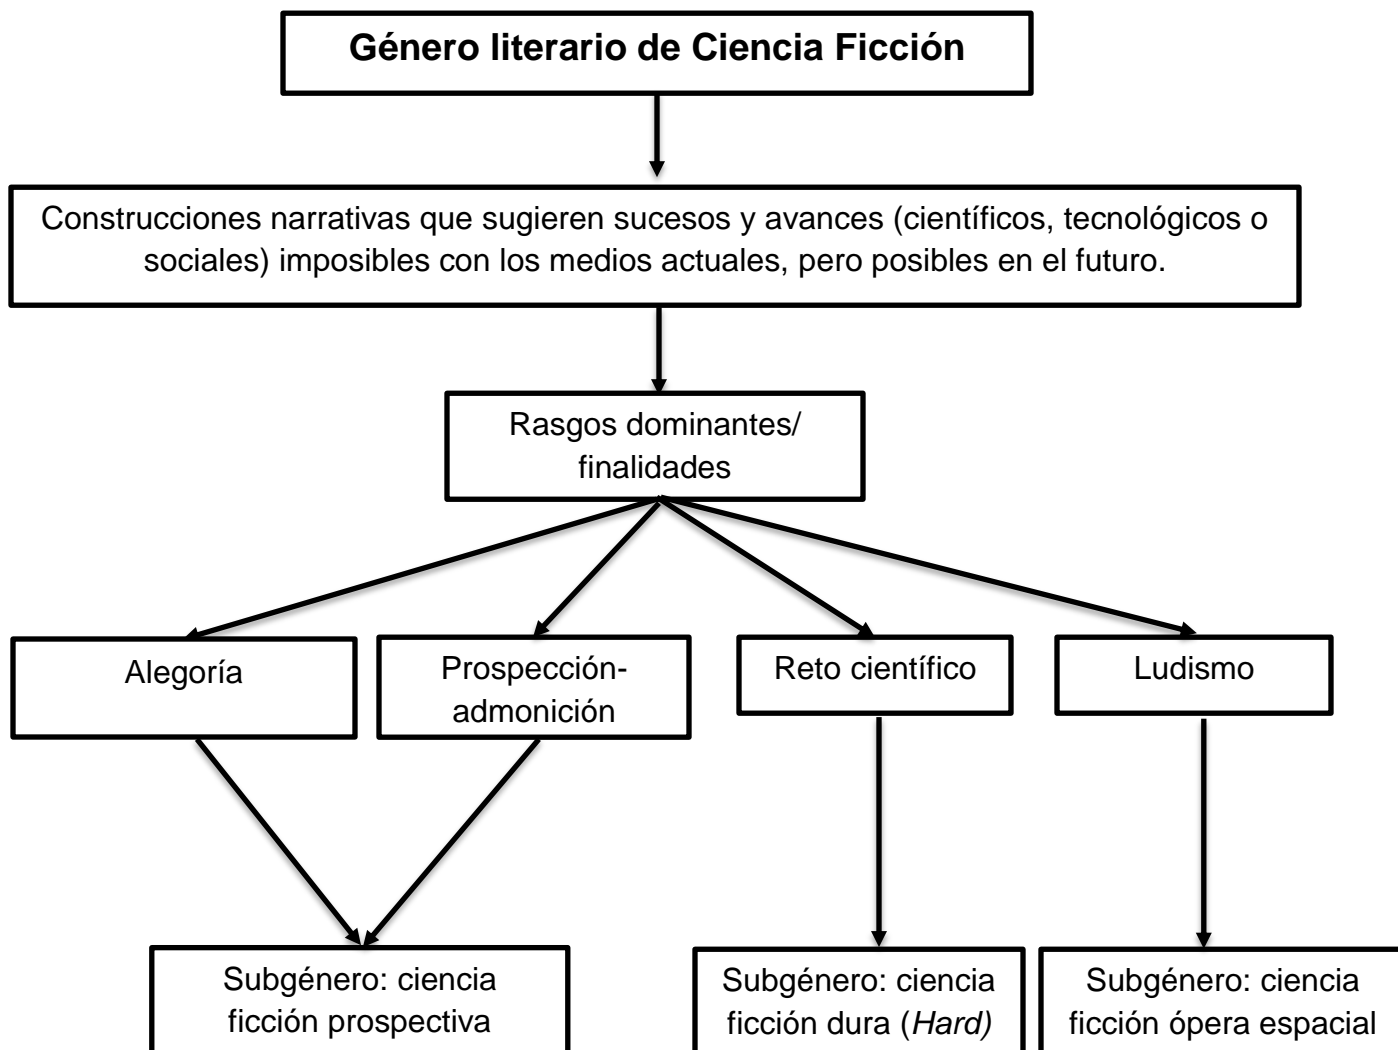 Género literario de Ciencia Ficción
Construcciones narrativas que sugieren sucesos y avances (científicos, tecnológicos o
sociales) imposibles con los medios actuales, pero posibles en el futuro.
Rasgos dominantes/
finalidades
Alegoría
Prospección-
admonición
Reto científico
Ludismo
Subgénero: ciencia
ficción prospectiva
Subgénero: ciencia
ficción dura (Hard)
Subgénero: ciencia
ficción ópera espacial